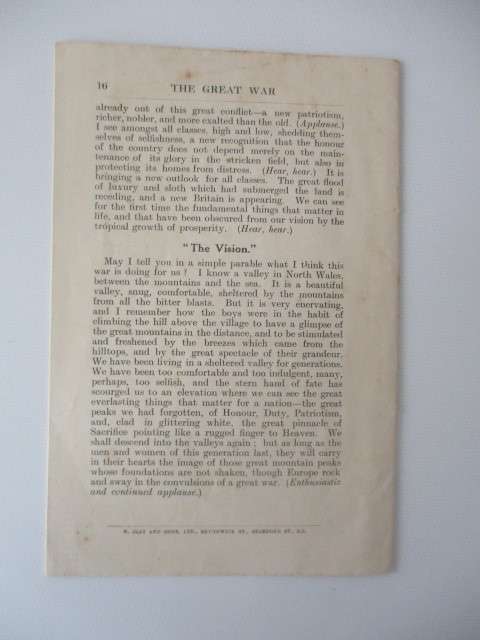 16
THE GREAT WAR
already out of this great conflict—a new patriotism,
richer, nobler, and more exalted than the old. (Applause.)
I see amongst all classes, high and low, shedding them-
selves of selfishness, a new recognition that the honour
of the country does not depend merely on the main-
tenance of its glory in the stricken field, but also in
protecting its homes from distress. (Hear, hear.) It is
bringing a new outlook for all classes. The great flood
of luxury and sloth which had submerged the land is
receding, and a new Britain is appearing. We can see
for the first time the fundamental things that matter in
life, and that have been obscured from our vision by the
tropical growth of prosperity. (Hear, hear.)
"The Vision."
May I tell you in a simple parable what I think this
war is doing for us? I know a valley in North Wales,
between the mountains and the sea. It is a beautiful
valley, snug, comfortable, sheltered by the mountains
from all the bitter blasts. But it is very enervating,
and I remember how the boys were in the habit of
climbing the hill above the village to have a glimpse of
the great mountains in the distance, and to be stimulated
and freshened by the breezes which came from the
hilltops, and by the great spectacle of their grandeur.
We have been living in a sheltered valley for generations.
We have been too comfortable and too indulgent, many,
perhaps, too selfish, and the stern hand of fate has
scourged us to an elevation where we can see the great
everlasting things that matter for a nation—the great
peaks we had forgotten, of Honour, Duty, Patriotism,
and, clad in glittering white, the great pinnacle of
Sacrifice pointing like a rugged finger to Heaven. We
shall descend into the valleys again; but as long as the
men and women of this generation last, they will carry
in their hearts the image of those great mountain peaks
whose foundations are not shaken, though Europe rock
and sway in the convulsions of a great war. (Enthusiastic
and continued applause.)
R. CLAY AND SONS, LTD., BRUNSWICK ST., STAMFORD ST., S.E.